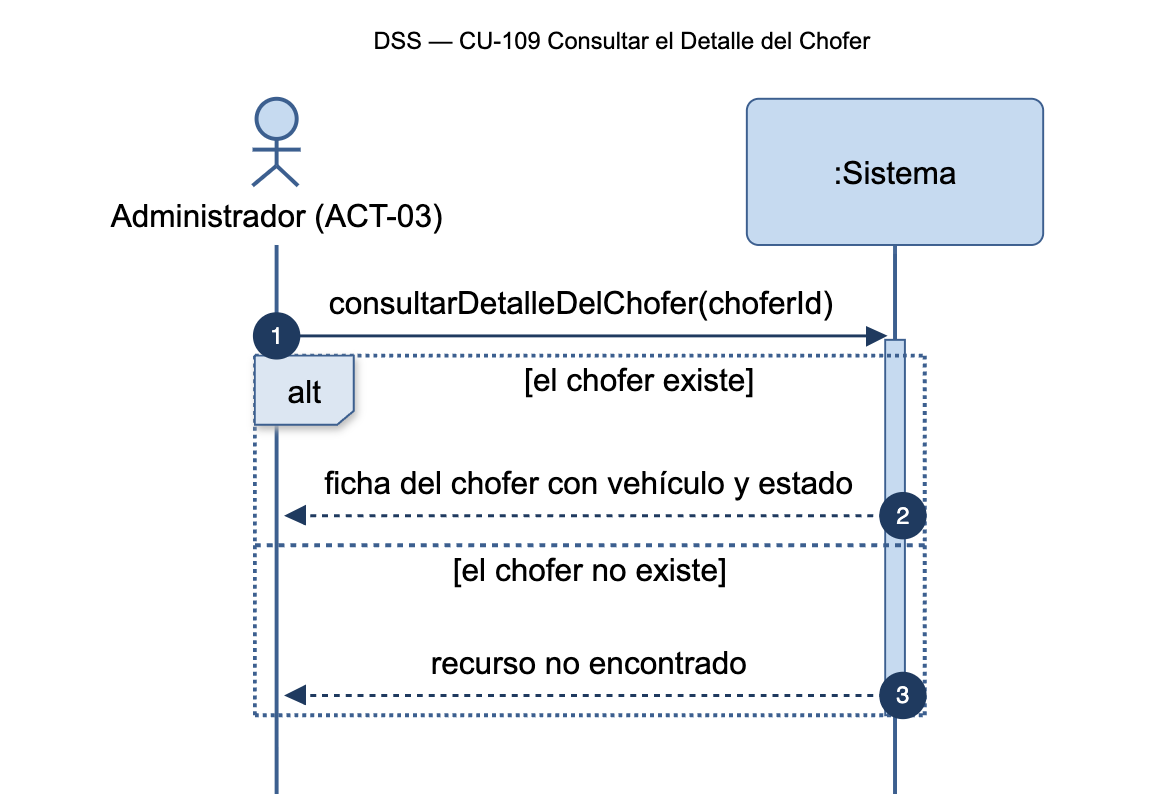 DSS — CU-109 Consultar el Detalle del Chofer
Administrador (ACT-03)
:Sistema
consultarDetalleDelChofer(choferId)
1
alt
[el chofer existe]
ficha del chofer con vehículo y estado
2
[el chofer no existe]
recurso no encontrado
3